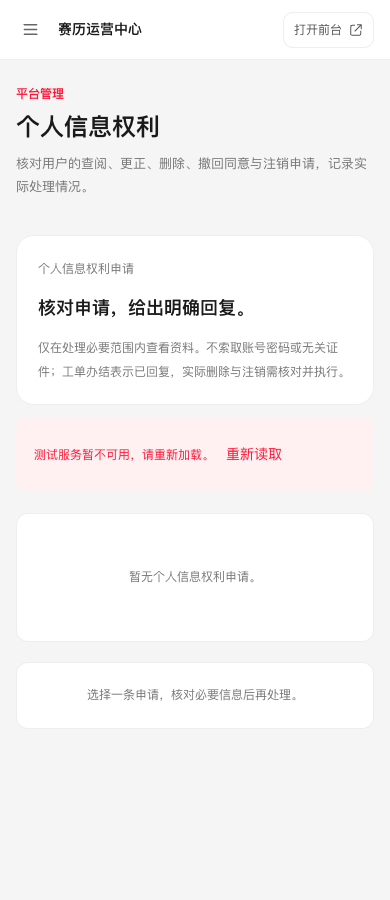 赛历运营中心
打开前台
平台管理
个人信息权利
核对用户的查阅、更正、删除、撤回同意与注销申请，记录实
际处理情况。
个人信息权利申请
核对申请，给出明确回复。
仅在处理必要范围内查看资料。不索取账号密码或无关证
件；工单办结表示已回复，实际删除与注销需核对并执行。
测试服务暂不可用，请重新加载。 重新读取
暂无个人信息权利申请。
选择一条申请，核对必要信息后再处理。